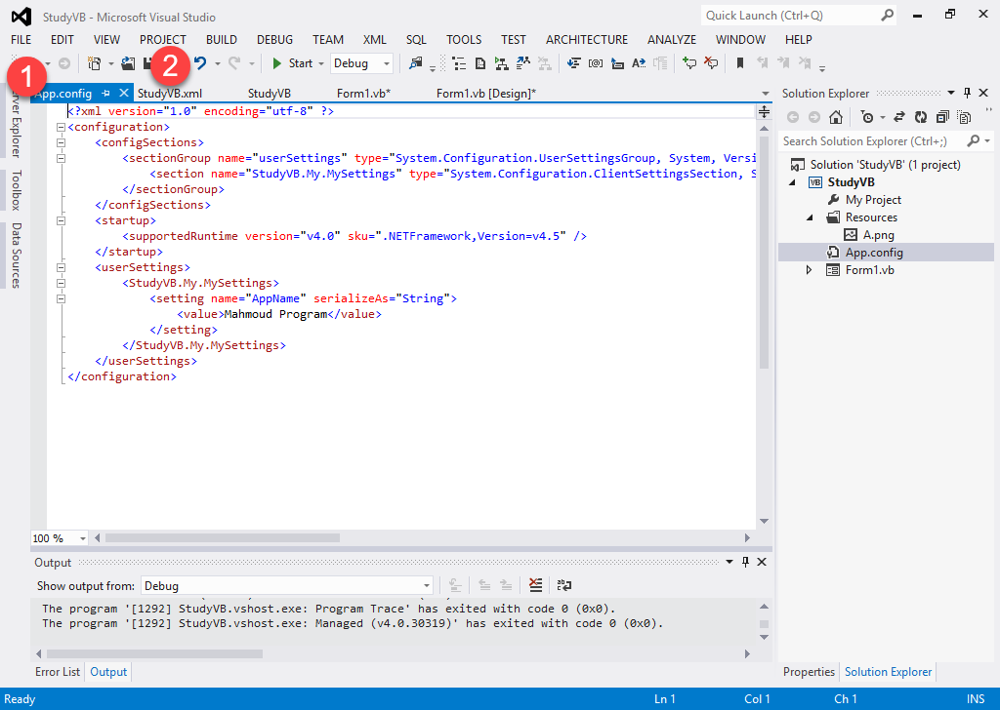 StudyVB - Microsoft Visual Studio
Quick Launch (Ctrl+Q)
FILE EDIT VIEW PROJECT BUILD DEBUG TEAM XML SQL TOOLS TEST ARCHITECTURE ANALYZE WINDOW HELP
Start Debug
1
2
App.config StudyVB.xml StudyVB Form1.vb* Form1.vb [Design]*
Server Explorer
Toolbox
Data Sources
<?xml version="1.0" encoding="utf-8" ?>
<configuration>
<configSections>
<sectionGroup name="userSettings" type="System.Configuration.UserSettingsGroup, System, Versi
<section name="StudyVB.My.MySettings" type="System.Configuration.ClientSettingsSection, S
</sectionGroup>
</configSections>
<startup>
<supportedRuntime version="v4.0" sku=".NETFramework,Version=v4.5" />
</startup>
<userSettings>
<StudyVB.My.MySettings>
<setting name="AppName" serializeAs="String">
<value>Mahmoud Program</value>
</setting>
</StudyVB.My.MySettings>
</userSettings>
</configuration>
100 %
Solution Explorer
Search Solution Explorer (Ctrl+;)
Solution 'StudyVB' (1 project)
VB StudyVB
My Project
Resources
A.png
App.config
Form1.vb
Output
Show output from: Debug
The program '[1292] StudyVB.vshost.exe: Program Trace' has exited with code 0 (0x0).
The program '[1292] StudyVB.vshost.exe: Managed (v4.0.30319)' has exited with code 0 (0x0).
Error List Output
Properties Solution Explorer
Ready Ln 1 Col 1 Ch 1 INS